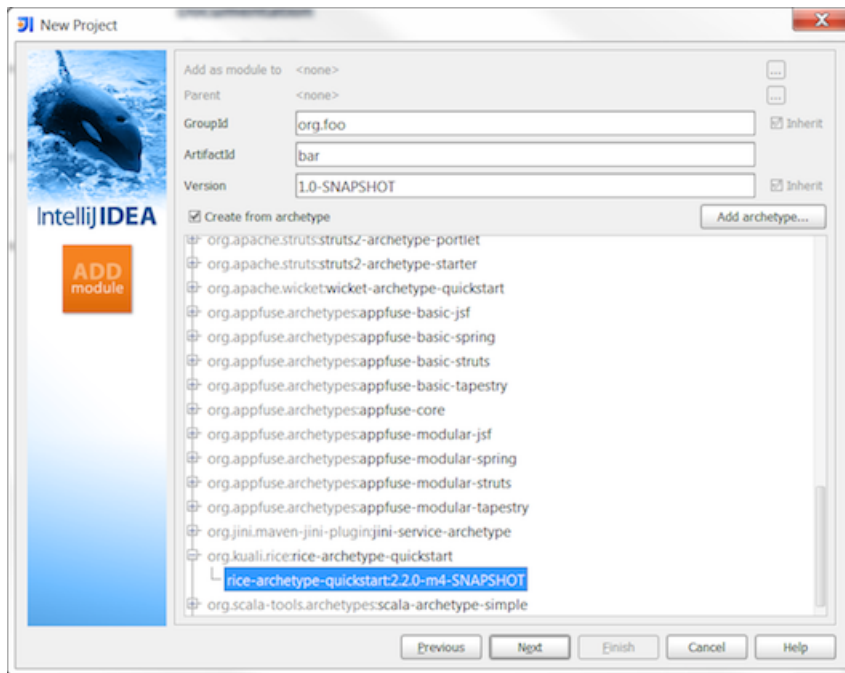 New Project
Add as module to <none>
Parent <none>
GroupId org.foo Inherit
ArtifactId bar
Version 1.0-SNAPSHOT Inherit
IntelliJIDEA
Create from archetype Add archetype...
ADD
module
org.apache.struts:struts2-archetype-portlet
org.apache.struts:struts2-archetype-starter
org.apache.wicket:wicket-archetype-quickstart
org.appfuse.archetypes:appfuse-basic-jsf
org.appfuse.archetypes:appfuse-basic-spring
org.appfuse.archetypes:appfuse-basic-struts
org.appfuse.archetypes:appfuse-basic-tapestry
org.appfuse.archetypes:appfuse-core
org.appfuse.archetypes:appfuse-modular-jsf
org.appfuse.archetypes:appfuse-modular-spring
org.appfuse.archetypes:appfuse-modular-struts
org.appfuse.archetypes:appfuse-modular-tapestry
org.jini.maven-jini-plugin:jini-service-archetype
org.kuali.rice:rice-archetype-quickstart
rice-archetype-quickstart:2.2.0-m4-SNAPSHOT
org.scala-tools.archetypes:scala-archetype-simple
Previous Next Finish Cancel Help